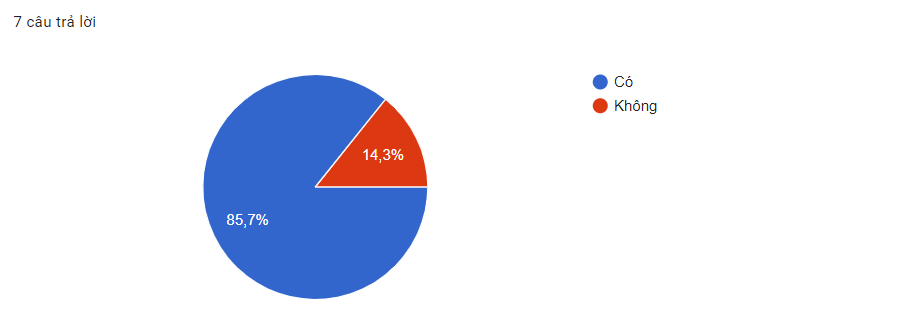 7 câu trả lời
Có
Không
14,3%
85,7%